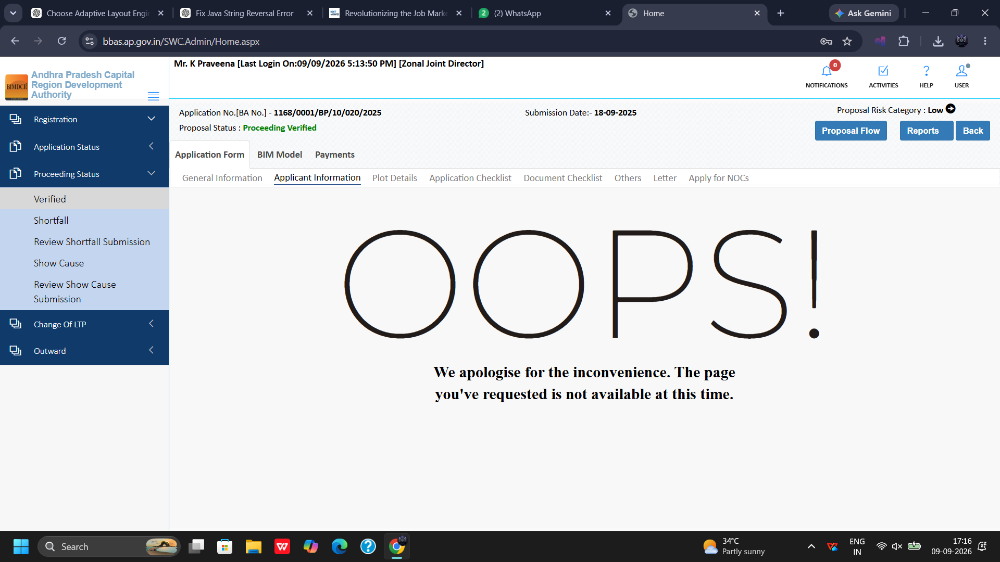 Choose Adaptive Layout Engi
Fix Java String Reversal Error
Revolutionizing the Job Marke
2
(2) WhatsApp
Home
Ask Gemini
bbas.ap.gov.in/SWC.Admin/Home.aspx
BIMDCR
Andhra Pradesh Capital
Region Development
Authority
Mr. K Praveena [Last Login On:09/09/2026 5:13:50 PM] [Zonal Joint Director]
0
NOTIFICATIONS
ACTIVITIES
HELP
USER
Registration
Application Status
Proceeding Status
Verified
Shortfall
Review Shortfall Submission
Show Cause
Review Show Cause
Submission
Change Of LTP
Outward
Application No.[BA No.] - 1168/0001/BP/10/020/2025
Submission Date:- 18-09-2025
Proposal Risk Category : Low
Proposal Status : Proceeding Verified
Proposal Flow
Reports
Back
Application Form
BIM Model
Payments
General Information
Applicant Information
Plot Details
Application Checklist
Document Checklist
Others
Letter
Apply for NOCs
OOPS!
We apologise for the inconvenience. The page
you've requested is not available at this time.
Search
34°C
Partly sunny
ENG
IN
17:16
09-09-2026